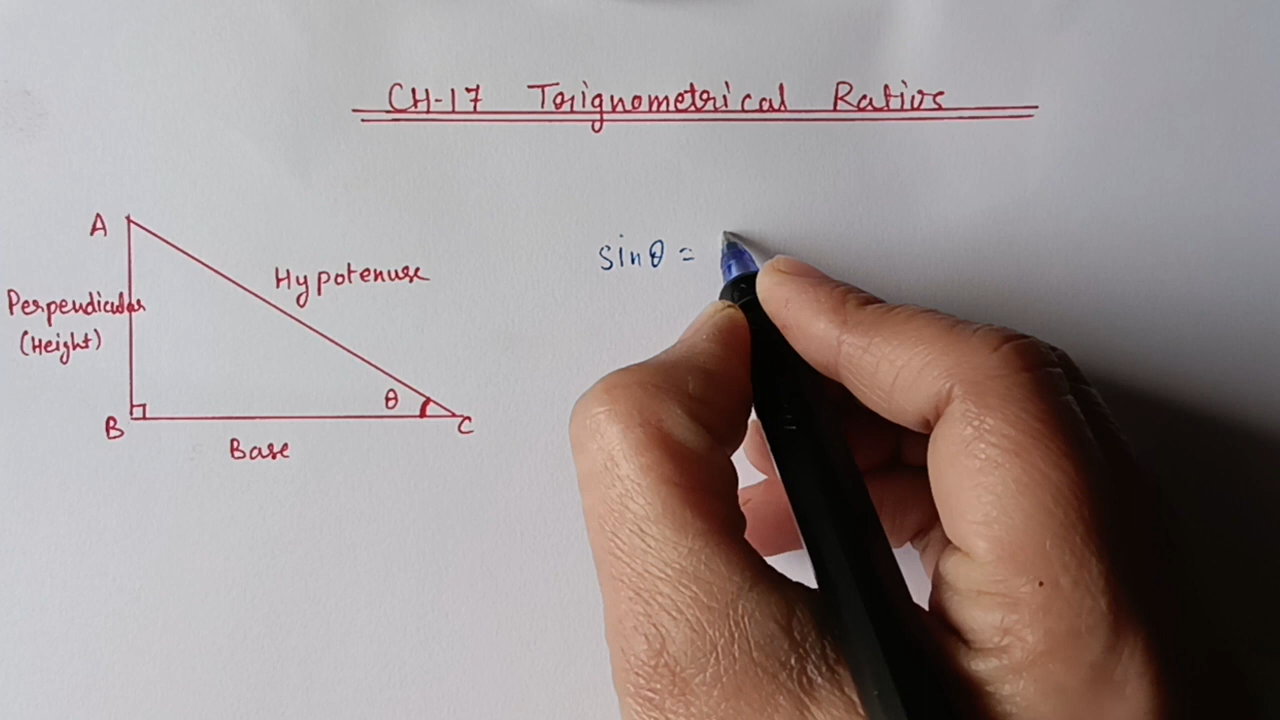 CH-17 Trignometrical Ratios
A
Hypotenuse
sinθ =
Perpendicular
(Height)
θ
B
C
Base